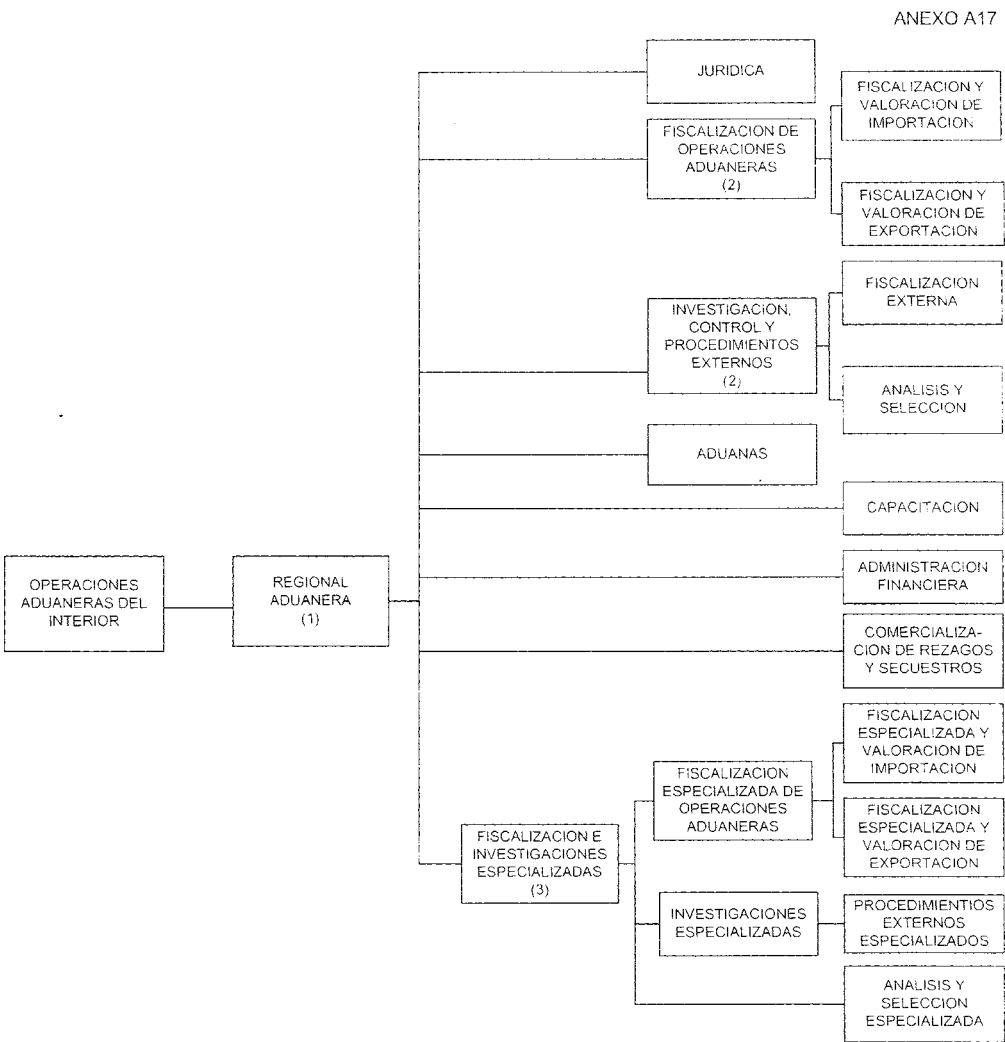 ANEXO A17
JURIDICA
FISCALIZACION Y
VALORACION DE
IMPORTACION
FISCALIZACION DE
OPERACIONES
ADUANERAS
(2)
FISCALIZACION Y
VALORACION DE
EXPORTACION
FISCALIZACION
EXTERNA
INVESTIGACION,
CONTROL Y
PROCEDIMIENTOS
EXTERNOS
(2)
ANALISIS Y
SELECCION
ADUANAS
CAPACITACION
OPERACIONES
ADUANERAS DEL
INTERIOR
REGIONAL
ADUANERA
(1)
ADMINISTRACION
FINANCIERA
COMERCIALIZA-
CION DE REZAGOS
Y SECUESTROS
FISCALIZACION E
INVESTIGACIONES
ESPECIALIZADAS
(3)
FISCALIZACION
ESPECIALIZADA DE
OPERACIONES
ADUANERAS
FISCALIZACION
ESPECIALIZADA Y
VALORACION DE
IMPORTACION
FISCALIZACION
ESPECIALIZADA Y
VALORACION DE
EXPORTACION
INVESTIGACIONES
ESPECIALIZADAS
PROCEDIMIENTIOS
EXTERNOS
ESPECIALIZADOS
ANALISIS Y
SELECCION
ESPECIALIZADA